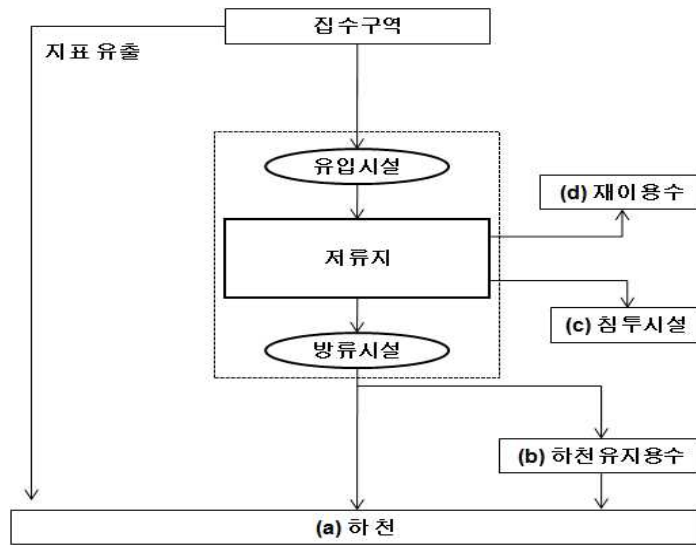 집수구역
지표 유출
유입시설
(d) 재이용수
저류지
(c) 침투시설
방류시설
(b) 하천유지용수
(a) 하천